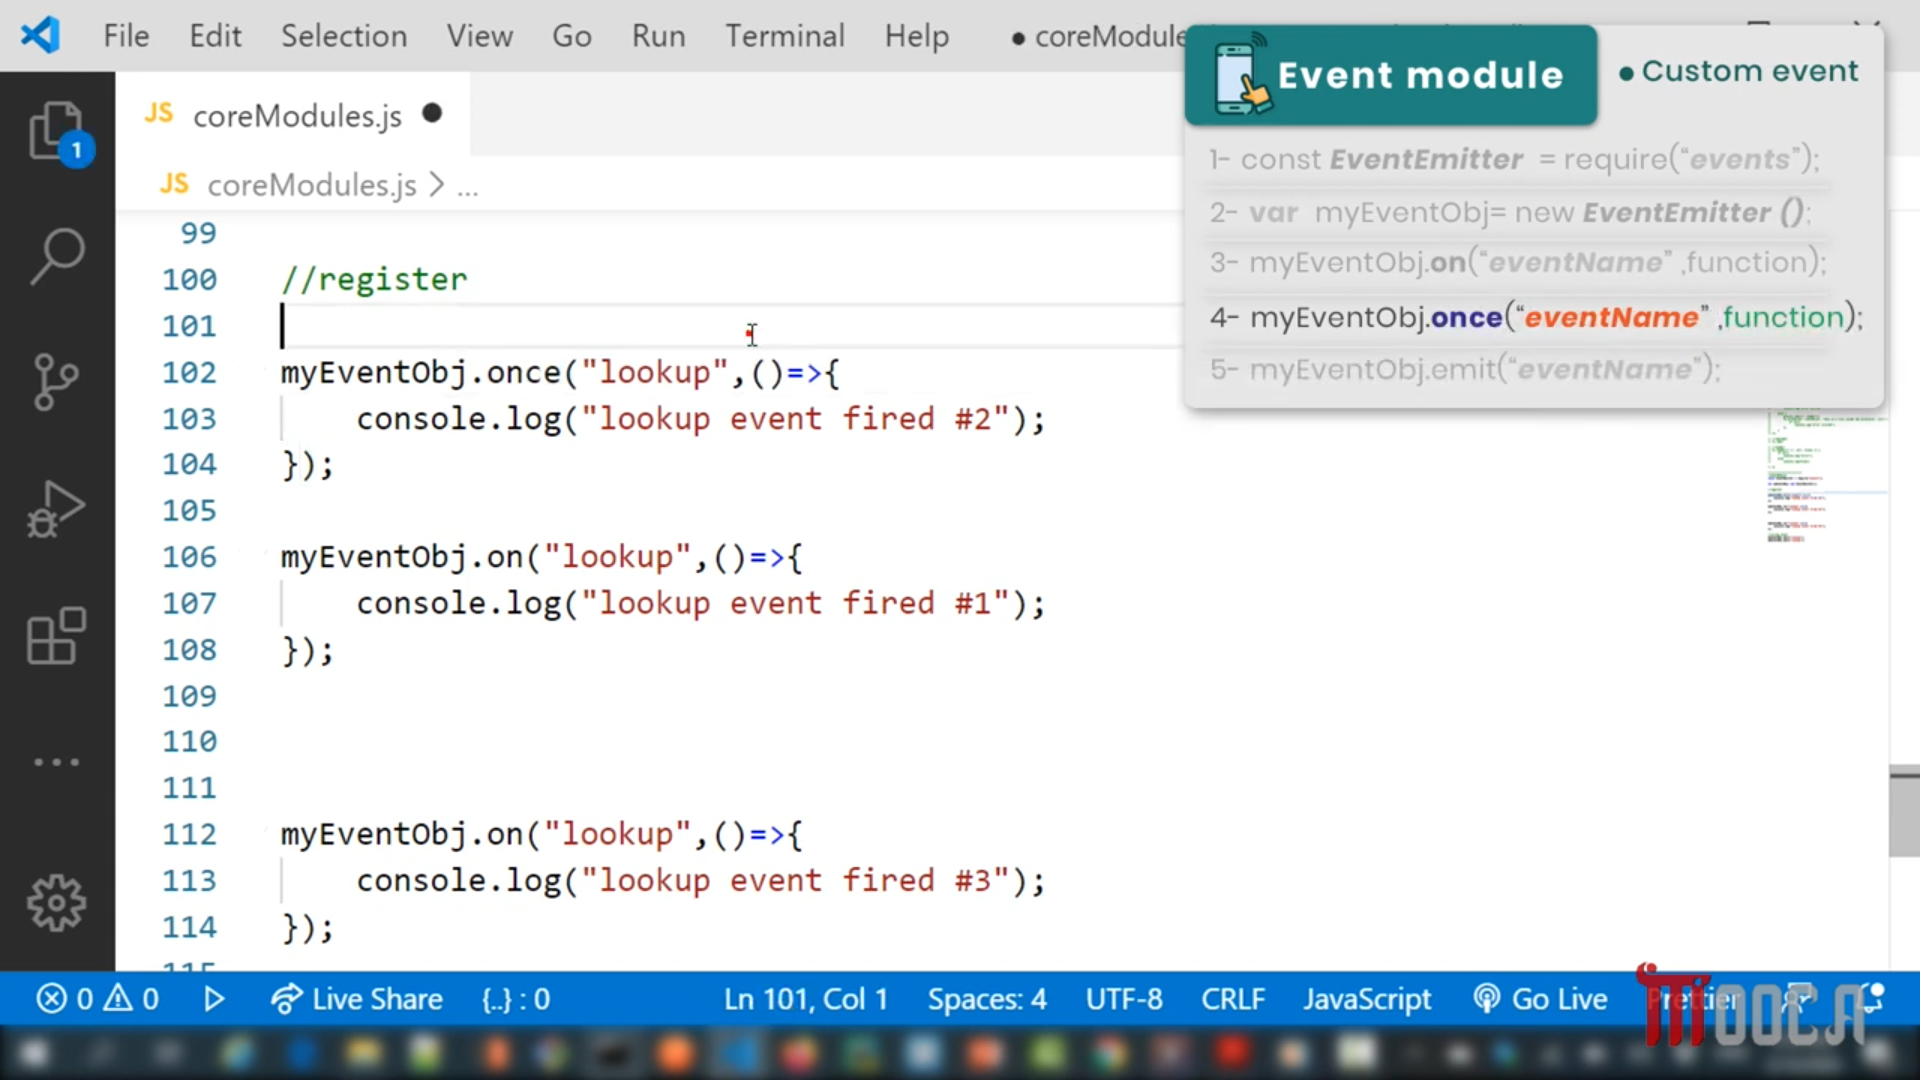 File Edit Selection View Go Run Terminal Help ● coreModule
JS coreModules.js ●
JS coreModules.js > ...
Event module
• Custom event
1- const EventEmitter = require(“events”);
2- var myEventObj= new EventEmitter ();
3- myEventObj.on(“eventName” ,function);
4- myEventObj.once(“eventName” ,function);
5- myEventObj.emit(“eventName”);
99
100 //register
101
102 myEventObj.once("lookup",()=>{
103 console.log("lookup event fired #2");
104 });
105
106 myEventObj.on("lookup",()=>{
107 console.log("lookup event fired #1");
108 });
109
110
111
112 myEventObj.on("lookup",()=>{
113 console.log("lookup event fired #3");
114 });
115
1
0 0 Live Share {..} : 0 Ln 101, Col 1 Spaces: 4 UTF-8 CRLF JavaScript Go Live Prettier
MOOCA